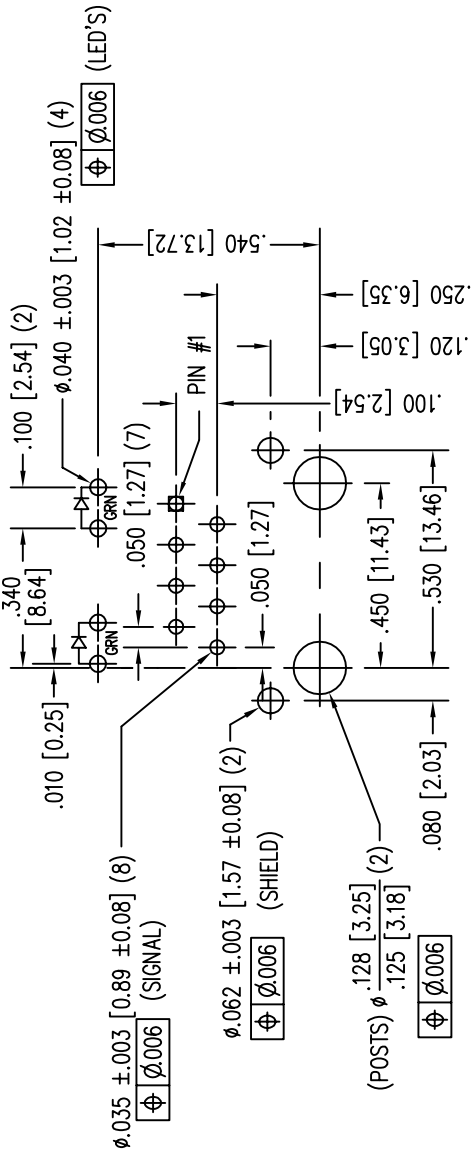 .100 [2.54] (2)
ø.040 ±.003 [1.02 ±0.08] (4)
⌖ Ø.006 (LED'S)
.340
[8.64]
.010 [0.25]
GRN
GRN
.540 [13.72]
.050 [1.27] (7)
PIN #1
ø.035 ±.003 [0.89 ±0.08] (8)
(SIGNAL)
⌖ Ø.006
.250 [6.35]
.120 [3.05]
.100 [2.54]
.050 [1.27]
ø.062 ±.003 [1.57 ±0.08] (2)
(SHIELD)
⌖ Ø.006
.450 [11.43]
.530 [13.46]
.080 [2.03]
(POSTS) ø .128 [3.25] (2)
.125 [3.18]
⌖ Ø.006